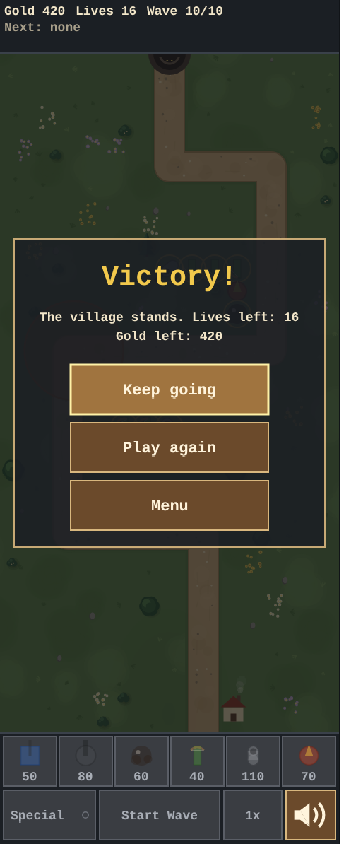 Gold 420 Lives 16 Wave 10/10
Next: none
Victory!
The village stands. Lives left: 16
Gold left: 420
Keep going
Play again
Menu
50 80 60 40 110 70
Special Start Wave 1x